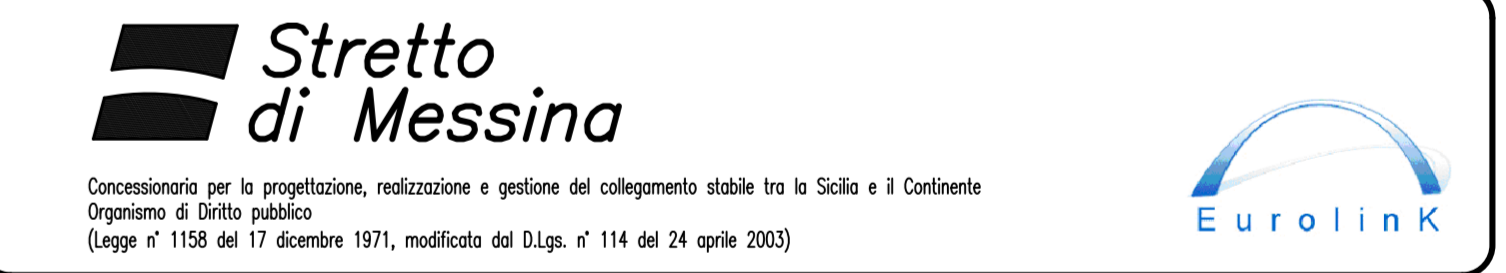 Stretto
di Messina
Concessionaria per la progettazione, realizzazione e gestione del collegamento stabile tra la Sicilia e il Continente
Organismo di Diritto pubblico
(Legge n° 1158 del 17 dicembre 1971, modificata dal D.Lgs. n° 114 del 24 aprile 2003)
EurolinK